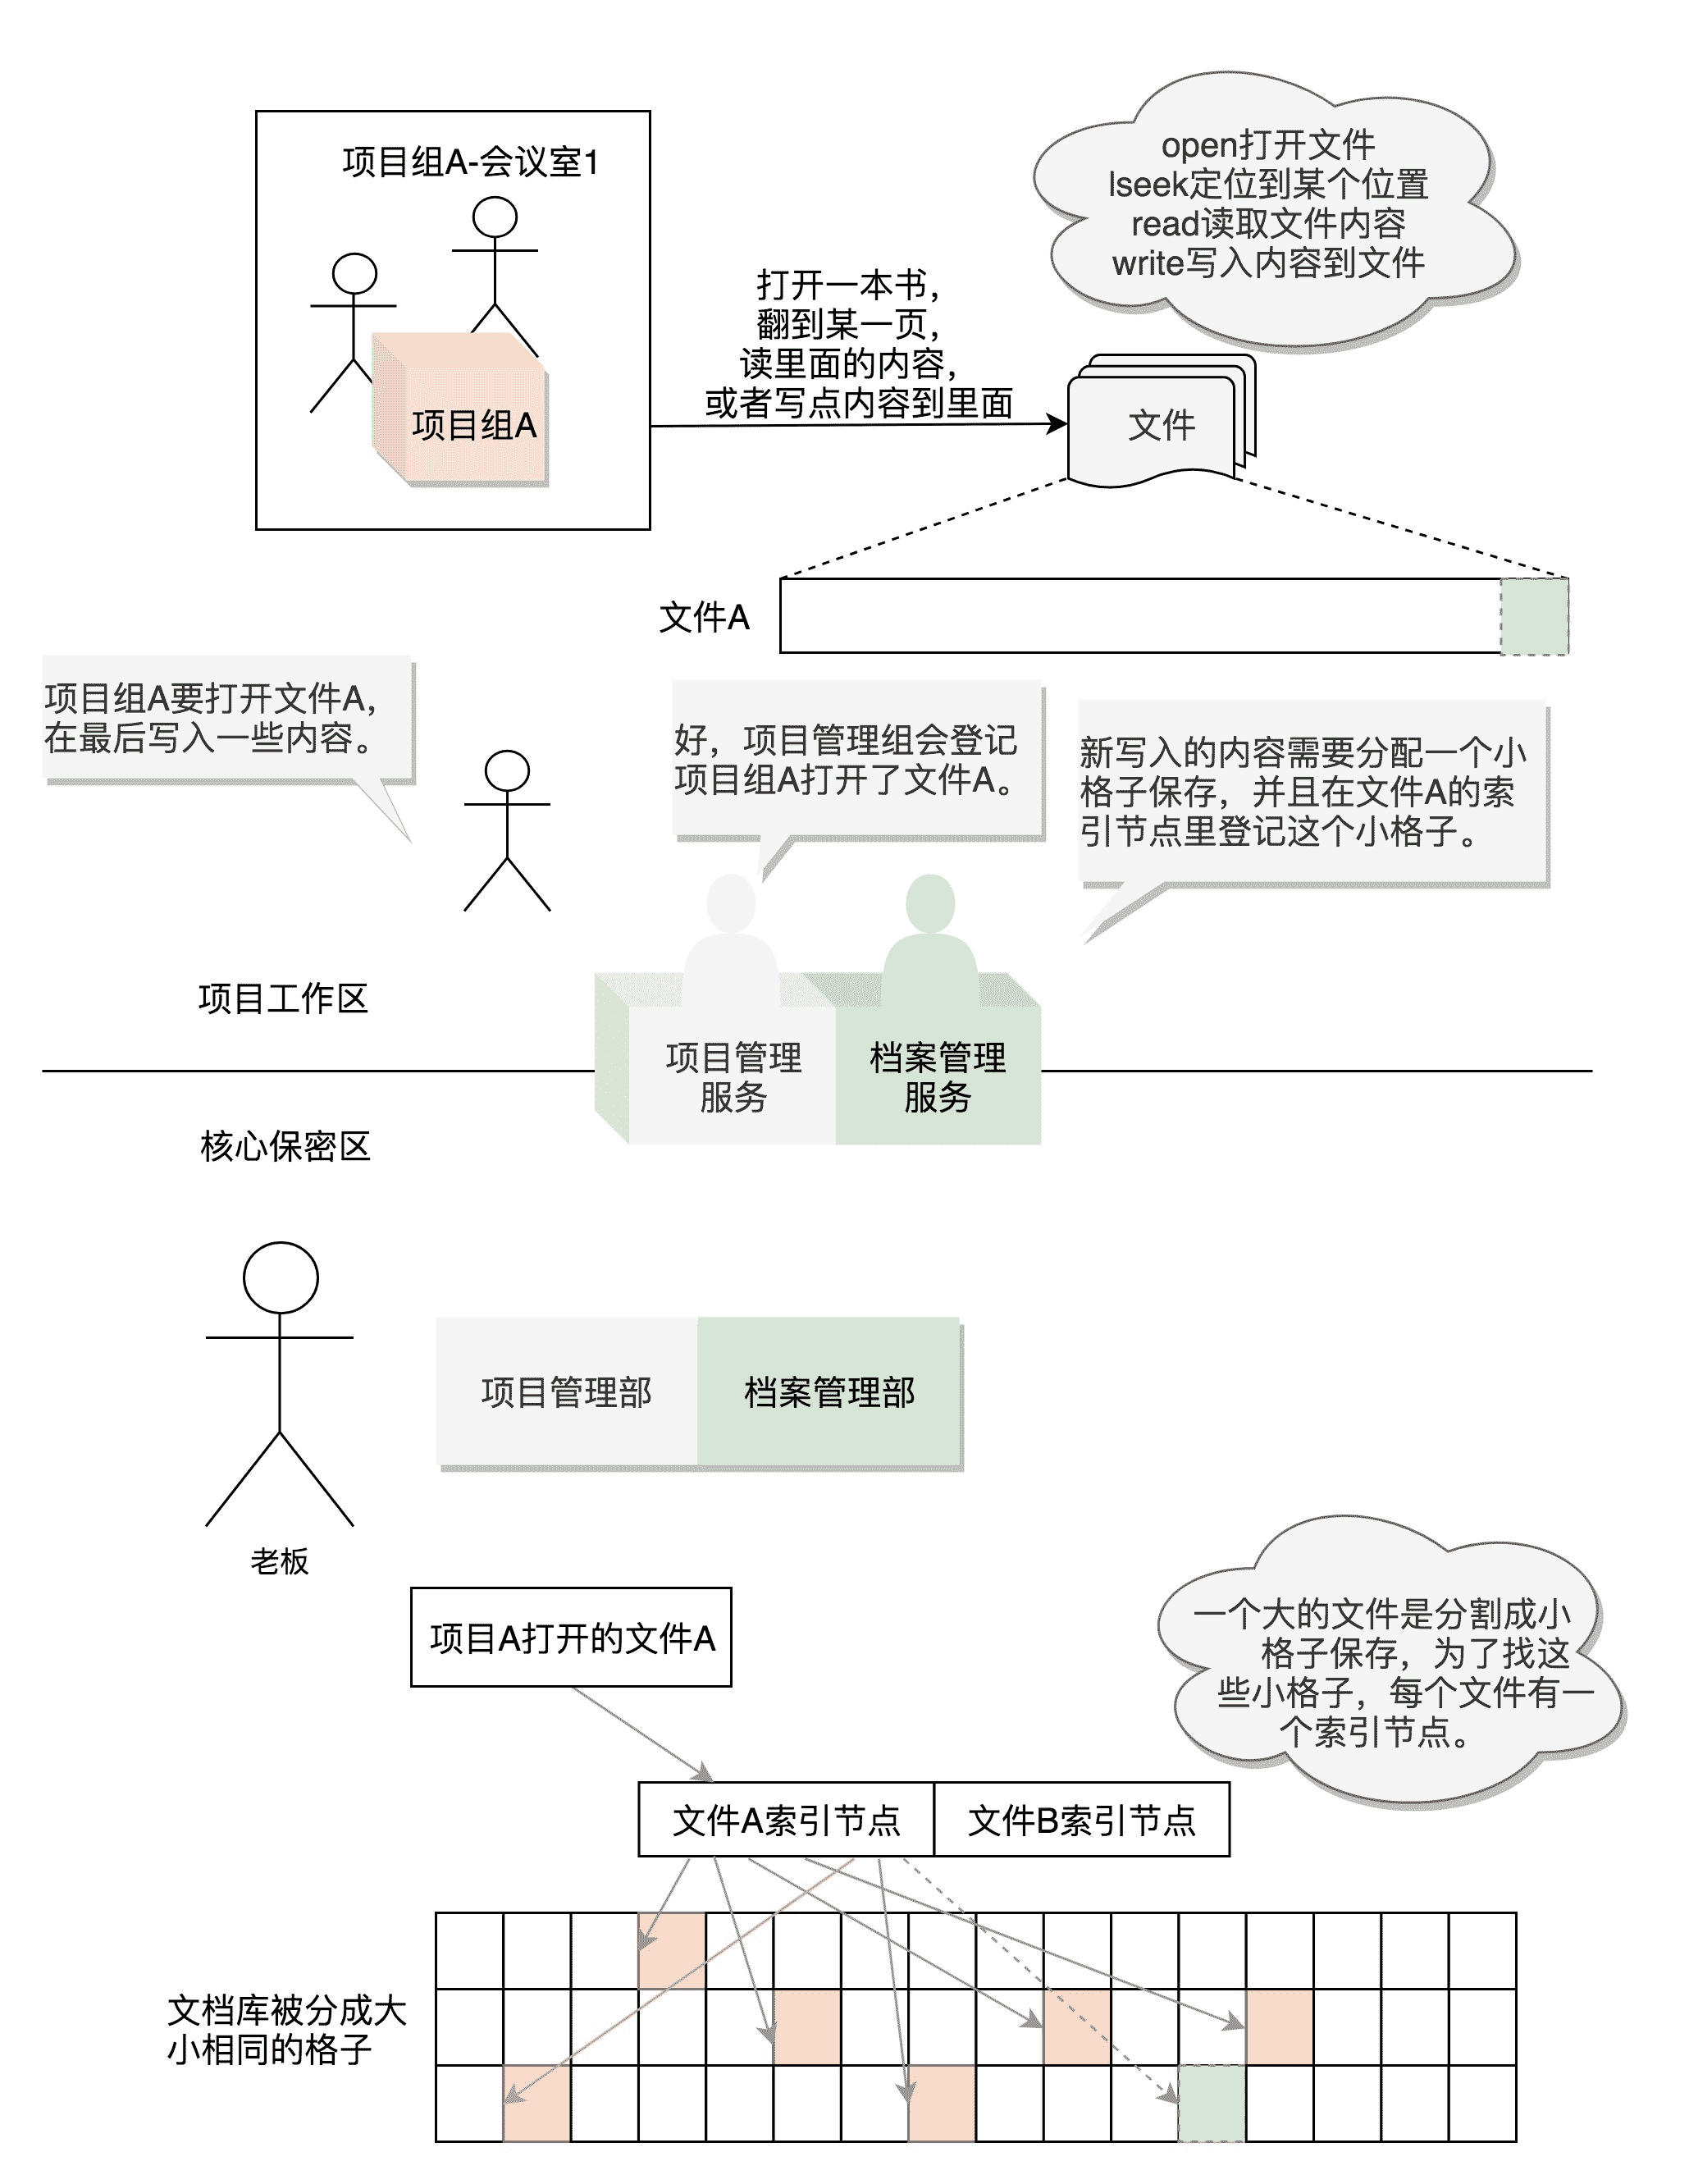 项目组A-会议室1
项目组A
打开一本书，
翻到某一页，
读里面的内容，
或者写点内容到里面
open打开文件
lseek定位到某个位置
read读取文件内容
write写入内容到文件
文件
文件A
项目组A要打开文件A，
在最后写入一些内容。
好，项目管理组会登记
项目组A打开了文件A。
新写入的内容需要分配一个小
格子保存，并且在文件A的索
引节点里登记这个小格子。
项目工作区
项目管理
服务
档案管理
服务
核心保密区
项目管理部
档案管理部
老板
项目A打开的文件A
一个大的文件是分割成小
格子保存，为了找这
些小格子，每个文件有一
个索引节点。
文件A索引节点
文件B索引节点
文档库被分成大
小相同的格子